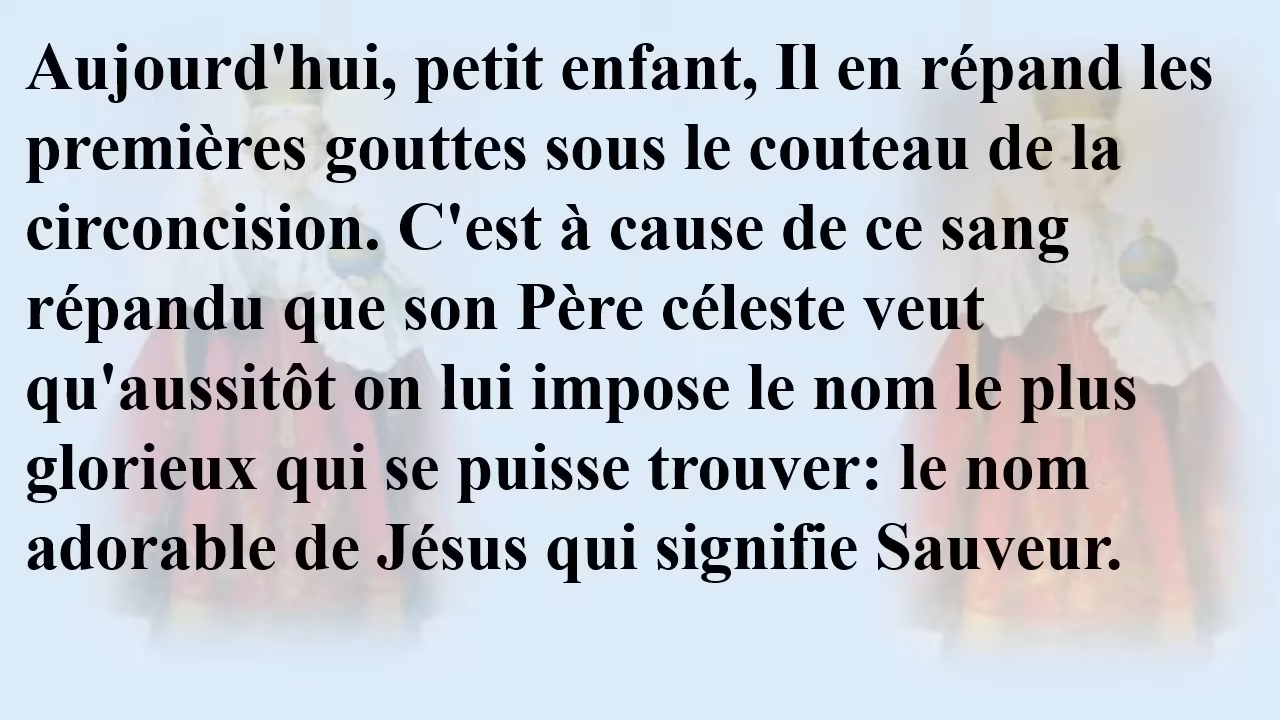 Aujourd'hui, petit enfant, Il en répand les
premières gouttes sous le couteau de la
circoncision. C'est à cause de ce sang
répandu que son Père céleste veut
qu'aussitôt on lui impose le nom le plus
glorieux qui se puisse trouver: le nom
adorable de Jésus qui signifie Sauveur.